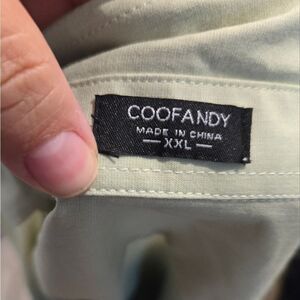 COOFANDY
MADE IN CHINA
— XXL —